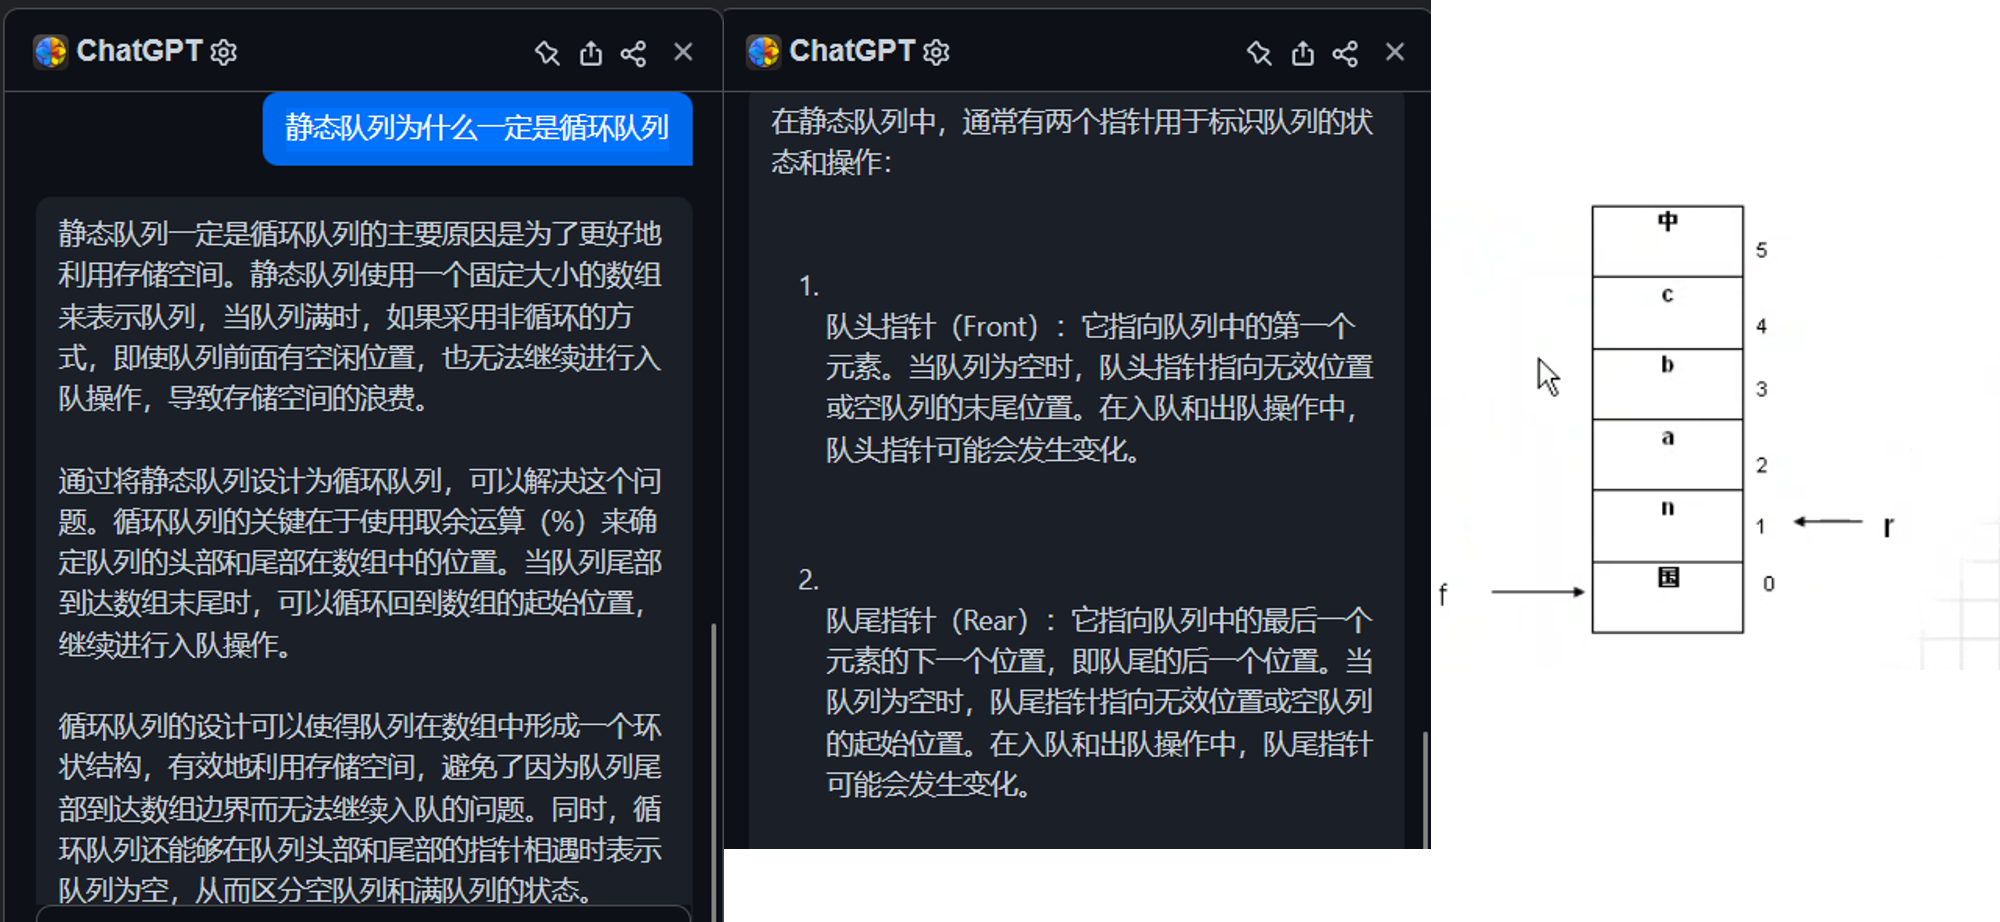 ChatGPT
静态队列为什么一定是循环队列
静态队列一定是循环队列的主要原因是为了更好地
利用存储空间。静态队列使用一个固定大小的数组
来表示队列，当队列满时，如果采用非循环的方
式，即使队列前面有空闲位置，也无法继续进行入
队操作，导致存储空间的浪费。
通过将静态队列设计为循环队列，可以解决这个问
题。循环队列的关键在于使用取余运算（%）来确
定队列的头部和尾部在数组中的位置。当队列尾部
到达数组末尾时，可以循环回到数组的起始位置，
继续进行入队操作。
循环队列的设计可以使得队列在数组中形成一个环
状结构，有效地利用存储空间，避免了因为队列尾
部到达数组边界而无法继续入队的问题。同时，循
环队列还能够在队列头部和尾部的指针相遇时表示
队列为空，从而区分空队列和满队列的状态。
ChatGPT
在静态队列中，通常有两个指针用于标识队列的状
态和操作：
1.
队头指针（Front）：它指向队列中的第一个
元素。当队列为空时，队头指针指向无效位置
或空队列的末尾位置。在入队和出队操作中，
队头指针可能会发生变化。
2.
队尾指针（Rear）：它指向队列中的最后一个
元素的下一个位置，即队尾的后一个位置。当
队列为空时，队尾指针指向无效位置或空队列
的起始位置。在入队和出队操作中，队尾指针
可能会发生变化。
中 5
c 4
b 3
a 2
n 1 r
f 国 0